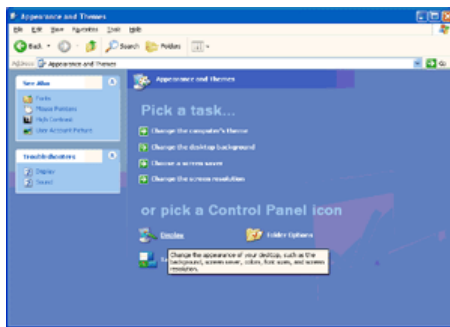 Appearance and Themes
File Edit View Favorites Tools Help
Back Search Folders
Address Appearance and Themes Go
See Also
Fonts
Mouse Pointers
High Contrast
User Account Picture
Troubleshooters
Display
Sound
Appearance and Themes
Pick a task...
Change the computer's theme
Change the desktop background
Choose a screen saver
Change the screen resolution
or pick a Control Panel icon
Display Folder Options
Change the appearance of your desktop, such as the
background, screen saver, colors, font sizes, and screen
resolution.